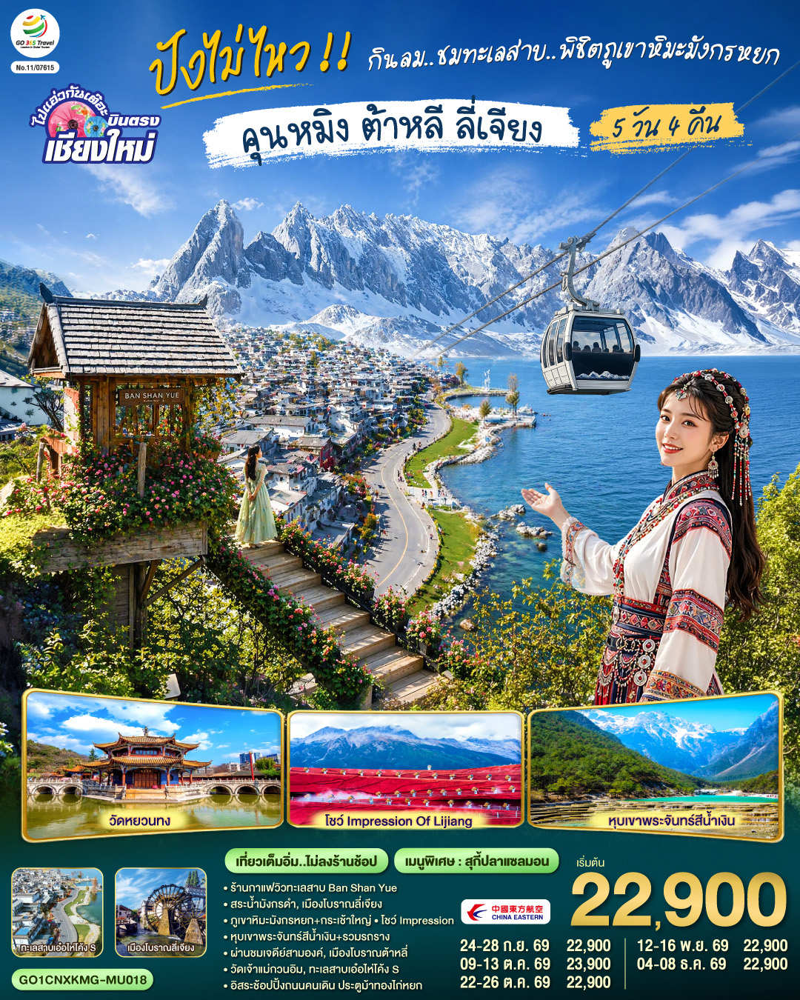 GO 365 Travel
Leaders in Global Tourism
No.11/07615
ปังไม่ไหว !!
กินลม..ชมทะเลสาบ..พิชิตภูเขาหิมะมังกรหยก
ไปแอ่วกันเต๊อะ
บินตรง
เชียงใหม่
คุนหมิง ต้าหลี่ ลี่เจียง
5 วัน 4 คืน
BAN SHAN YUE
วัดหยวนทง
โชว์ Impression Of Lijiang
หุบเขาพระจันทร์สีน้ำเงิน
เที่ยวเต็มอิ่ม..ไม่ลงร้านช้อป
เมนูพิเศษ : สุกี้ปลาแซลมอน
• ร้านกาแฟวิวทะเลสาบ Ban Shan Yue
• สระน้ำมังกรดำ, เมืองโบราณลี่เจียง
• ภูเขาหิมะมังกรหยก+กระเช้าใหญ่ • โชว์ Impression
• หุบเขาพระจันทร์สีน้ำเงิน+รวมรถราง
• ผ่านชมเจดีย์สามองค์, เมืองโบราณต้าหลี่
• วัดเจ้าแม่กวนอิม, ทะเลสาบเอ๋อไห่โค้ง S
• อิสระช้อปปิ้งถนนคนเดิน ประตูม้าทองไก่หยก
ทะเลสาบเอ๋อไห่โค้ง S
เมืองโบราณลี่เจียง
GO1CNXKMG-MU018
中國東方航空
CHINA EASTERN
เริ่มต้น
22,900
24-28 ก.ย. 69 22,900
09-13 ต.ค. 69 23,900
22-26 ต.ค. 69 22,900
12-16 พ.ย. 69 22,900
04-08 ธ.ค. 69 22,900